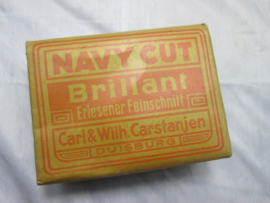 NAVY CUT
Brillant
Erlesener Feinschnitt
Carl & Wilh. Carstanjen
DUISBURG